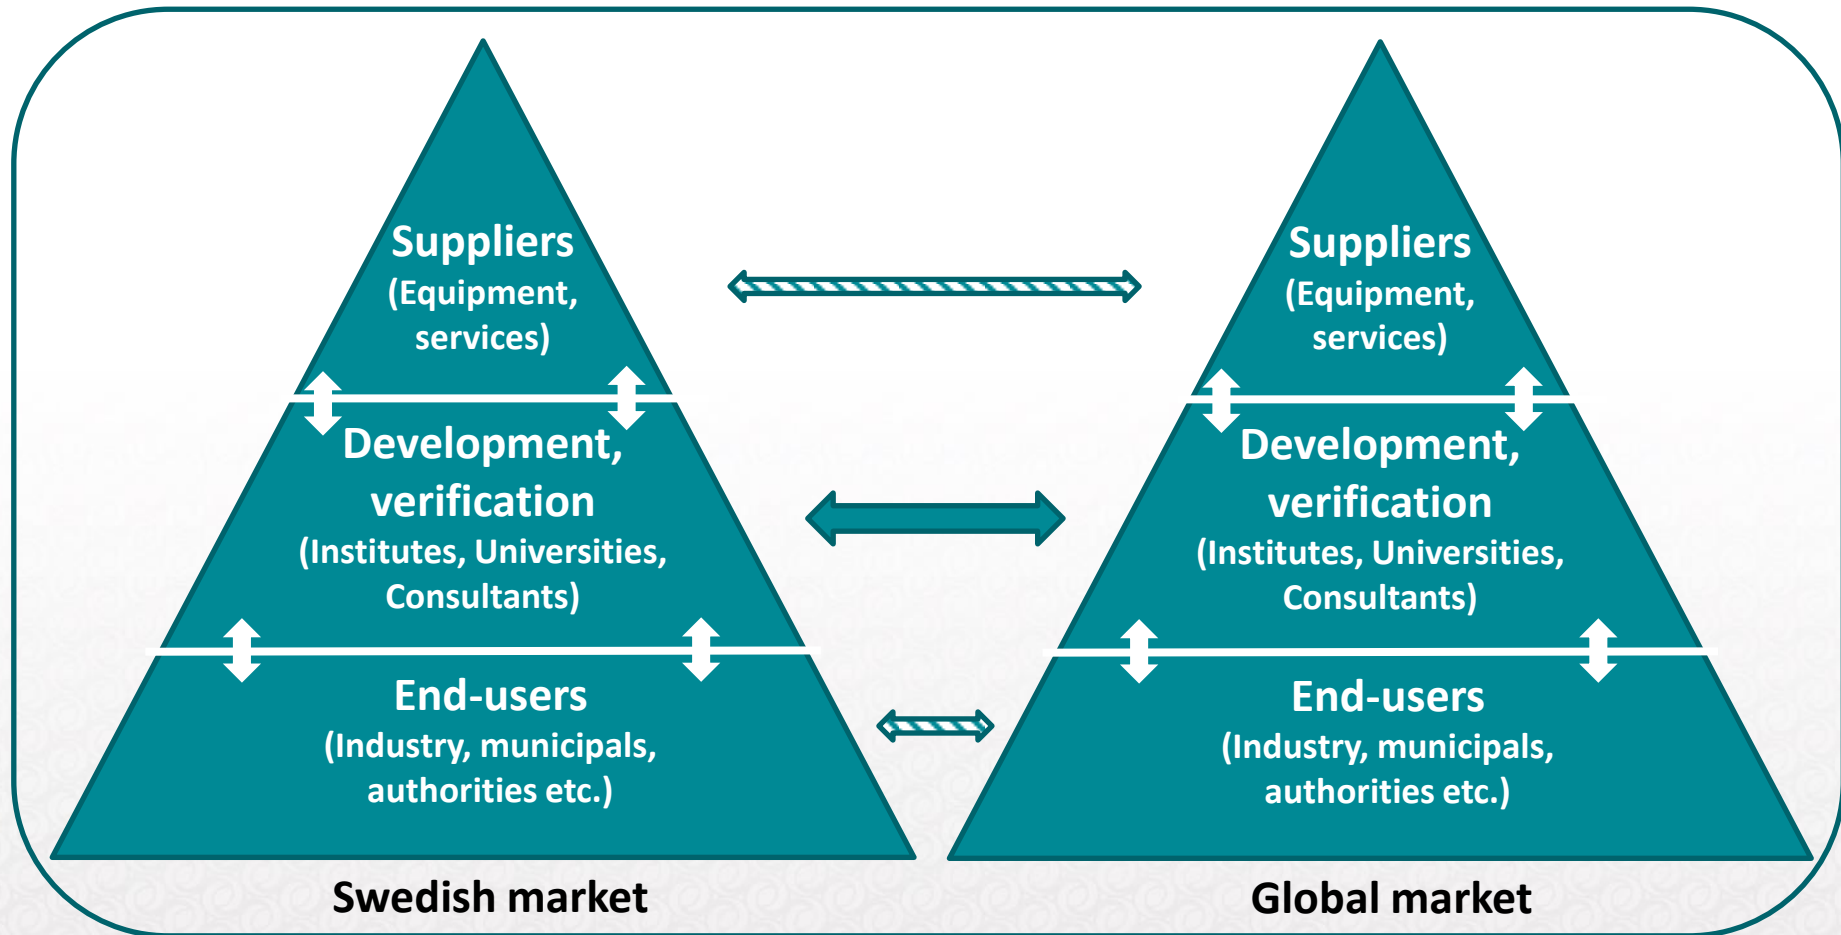 Suppliers
(Equipment,
services)
Development,
verification
(Institutes, Universities,
Consultants)
End-users
(Industry, municipals,
authorities etc.)
Swedish market
Suppliers
(Equipment,
services)
Development,
verification
(Institutes, Universities,
Consultants)
End-users
(Industry, municipals,
authorities etc.)
Global market